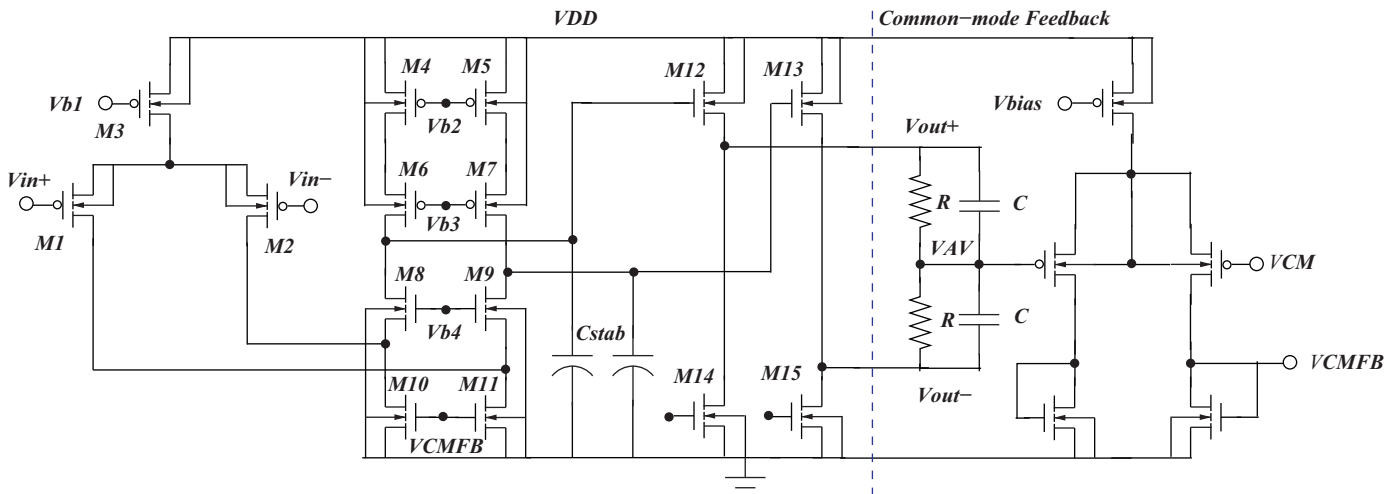 VDD
Common−mode Feedback
M4
M5
M12
M13
Vb1
Vb2
Vbias
M3
Vout+
M6
M7
Vin+
Vin−
R
C
Vb3
M1
M2
VAV
VCM
M8
M9
Vb4
Cstab
R
C
VCMFB
M10
M11
M14
M15
Vout−
VCMFB